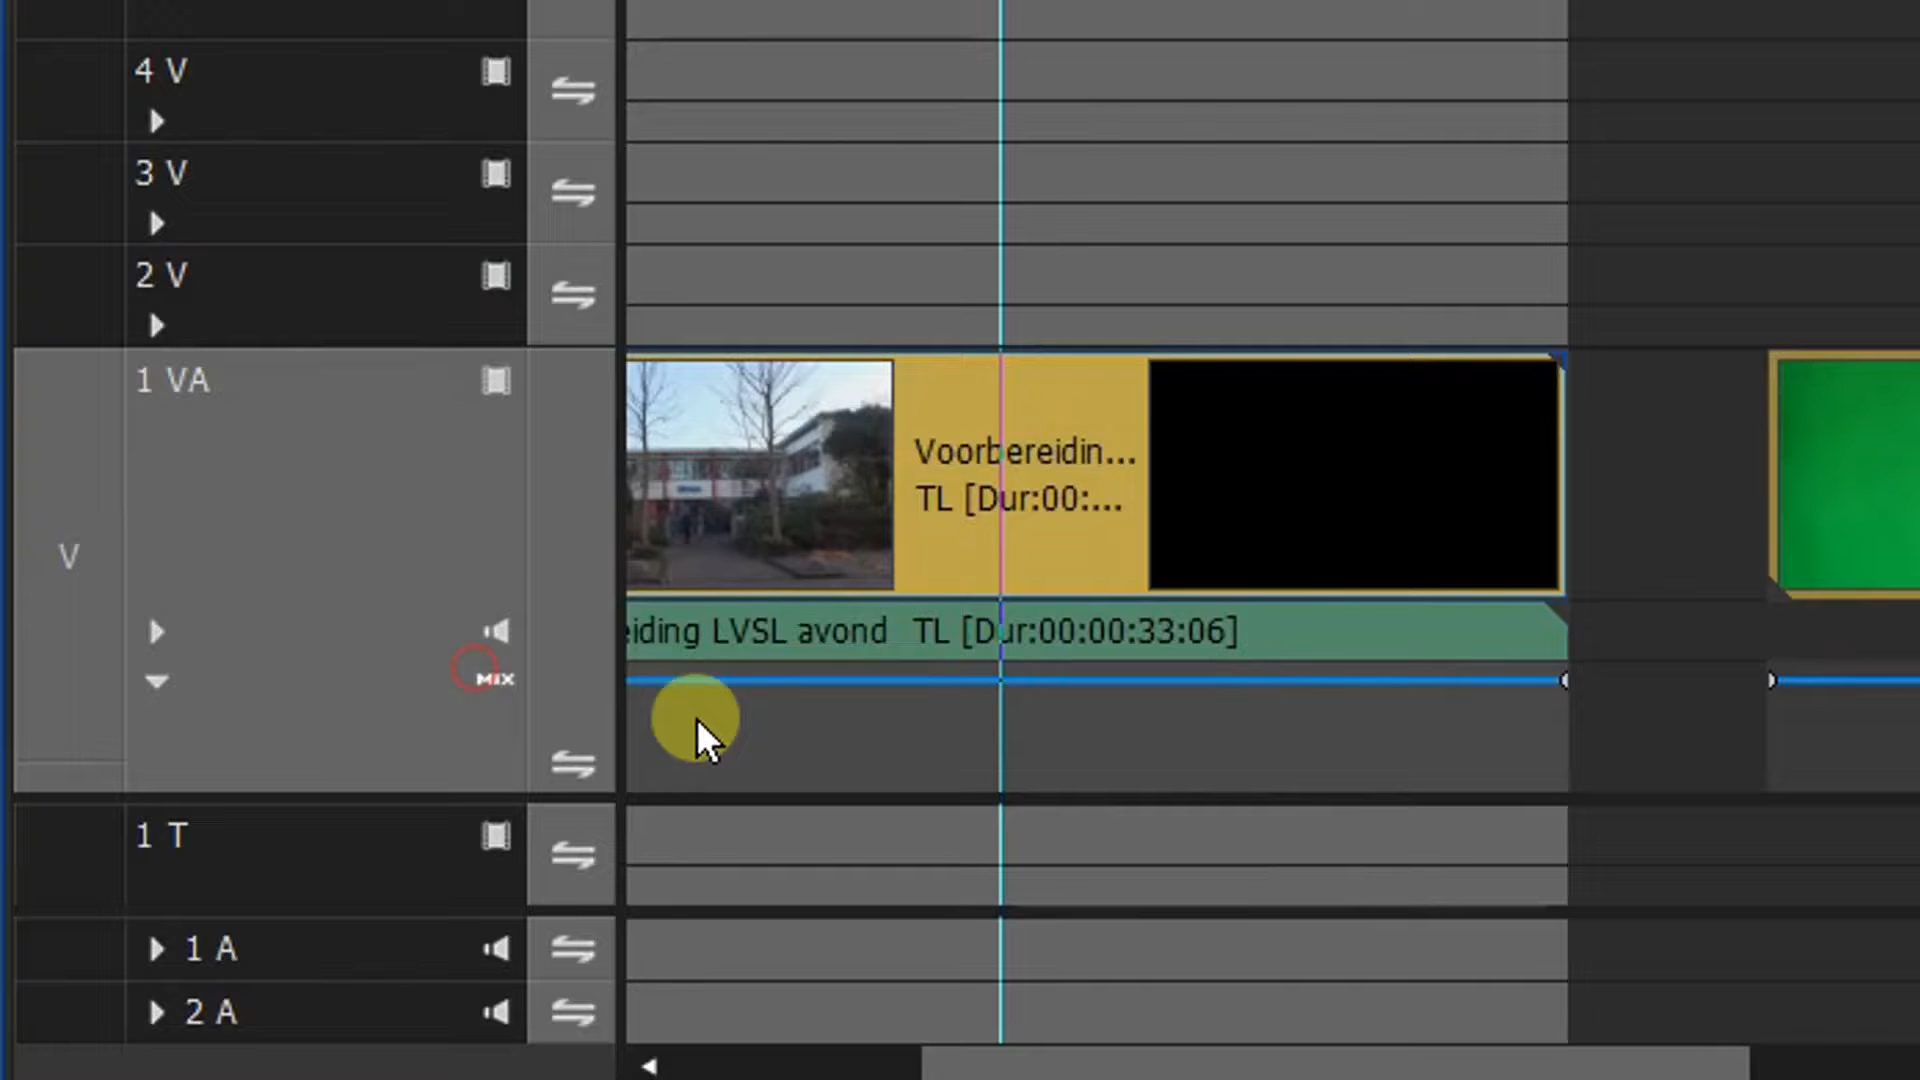 4 V
3 V
2 V
1 VA
Voorbereidin...
TL [Dur:00:...
V
eiding LVSL avond TL [Dur:00:00:33:06]
MIX
1 T
1 A
2 A